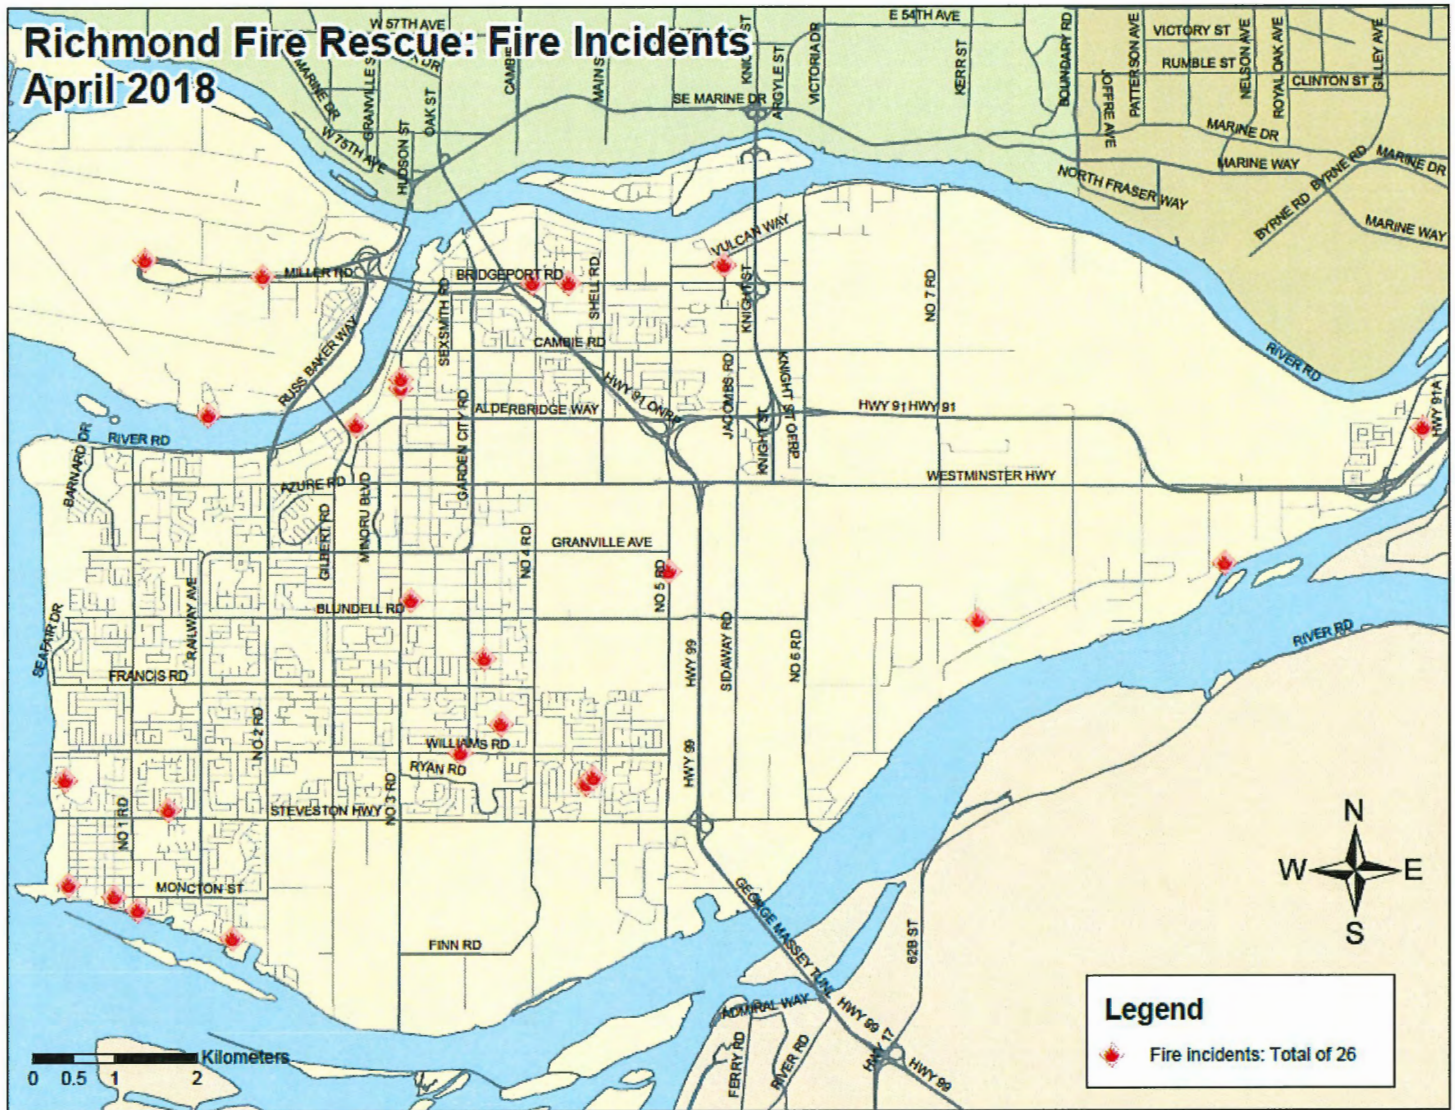 Richmond Fire Rescue: Fire Incidents
April 2018
W 57TH AVE
E 54TH AVE
VICTORY ST
RUMBLE ST
CLINTON ST
MARINE DR
GRANVILLE S
DR
OAK ST
CAMBIE
MAIN S
KNI
ST
ARGYLE ST
VICTORIA DR
KERR ST
BOUNDARY RD
JOFFRE AVE
PATTERSON AVE
NELSON AVE
ROYAL OAK AVE
GILLEY AVE
SE MARINE DR
W 75TH AVE
HUDSON ST
MARINE DR
MARINE WAY
MARINE DR
NORTH FRASER WAY
BYRNE RD
BYRNE RD
MARINE WAY
VULCAN WAY
MILLER RD
BRIDGEPORT RD
SHELL RD
SEXSMITH RD
KNIGHT ST
NO 7 RD
CAMBIE RD
RUSS BAKER WAY
RIVER RD
HWY 91 ONRP
JACOMBS RD
KNIGHT ST OFRP
KNIGHT ST
HWY 91 HWY 91
HWY 91A
ALDERBRIDGE WAY
GARDEN CITY RD
RIVER RD
BARNARD DR
AZURE RD
WESTMINSTER HWY
GILBERT RD
MINORU BLVD
NO 4 RD
GRANVILLE AVE
NO 5 RD
RAILWAY AVE
BLUNDELL RD
SEAFAIR DR
HWY 99
SIDAWAY RD
NO 6 RD
RIVER RD
FRANCIS RD
NO 2 RD
WILLIAMS RD
RYAN RD
HWY 99
NO 3 RD
NO 1 RD
STEVESTON HWY
MONCTON ST
FINN RD
GEORGE MASSEY TUNL
62B ST
ADMIRAL WAY
HWY 99
FERRY RD
RIVER RD
HWY 17
HWY 99
N
W
E
S
Legend
Fire incidents: Total of 26
Kilometers
0 0.5 1 2